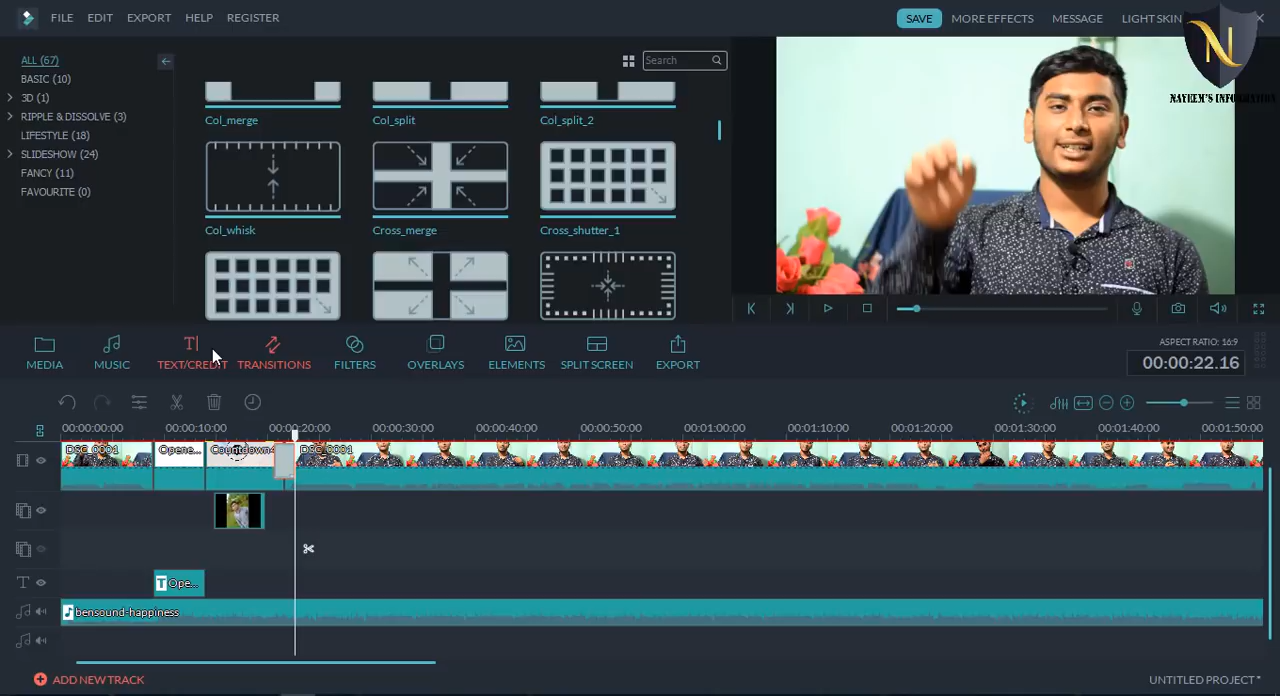 FILE EDIT EXPORT HELP REGISTER SAVE MORE EFFECTS MESSAGE LIGHT SKIN
N
NAYEEM'S INFORMATION
ALL (67)
BASIC (10)
3D (1)
RIPPLE & DISSOLVE (3)
LIFESTYLE (18)
SLIDESHOW (24)
FANCY (11)
FAVOURITE (0)
Search
Col_merge Col_split Col_split_2
Col_whisk Cross_merge Cross_shutter_1
MEDIA MUSIC TEXT/CREDIT TRANSITIONS FILTERS OVERLAYS ELEMENTS SPLIT SCREEN EXPORT
ASPECT RATIO: 16:9
00:00:22.16
00:00:00:00 00:00:10:00 00:00:20:00 00:00:30:00 00:00:40:00 00:00:50:00 00:01:00:00 00:01:10:00 00:01:20:00 00:01:30:00 00:01:40:00 00:01:50:00
DSC_0001 Opene... Countdown DSC_0001
T Ope...
bensound-happiness
ADD NEW TRACK
UNTITLED PROJECT *